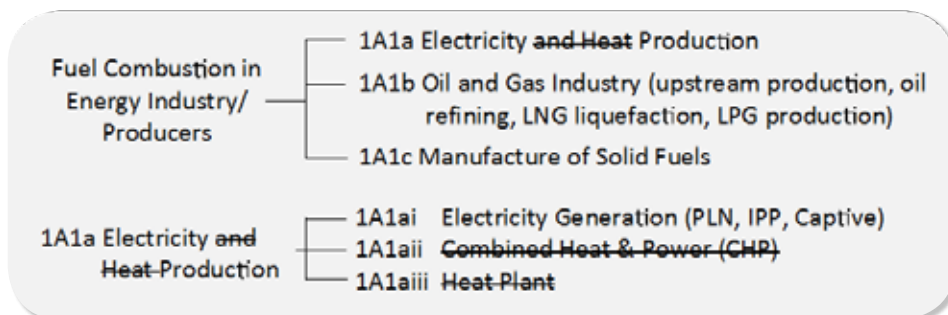 Fuel Combustion in
Energy Industry/
Producers
1A1a Electricity and Heat Production
1A1b Oil and Gas Industry (upstream production, oil
refining, LNG liquefaction, LPG production)
1A1c Manufacture of Solid Fuels
1A1a Electricity and
Heat Production
1A1ai Electricity Generation (PLN, IPP, Captive)
1A1aii Combined Heat & Power (CHP)
1A1aiii Heat Plant